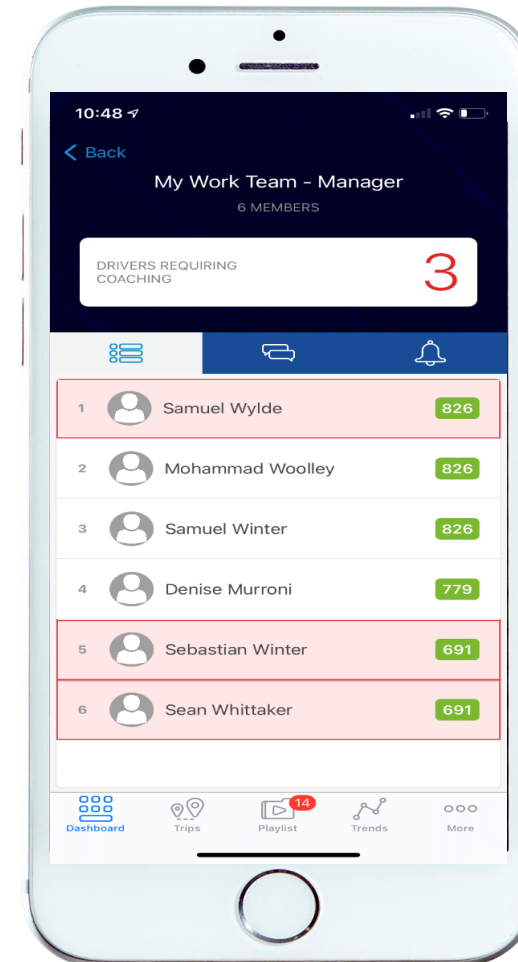 10:48
Back
My Work Team - Manager
6 MEMBERS
DRIVERS REQUIRING
COACHING
3
1 Samuel Wylde 826
2 Mohammad Woolley 826
3 Samuel Winter 826
4 Denise Murroni 779
5 Sebastian Winter 691
6 Sean Whittaker 691
14
Dashboard Trips Playlist Trends More